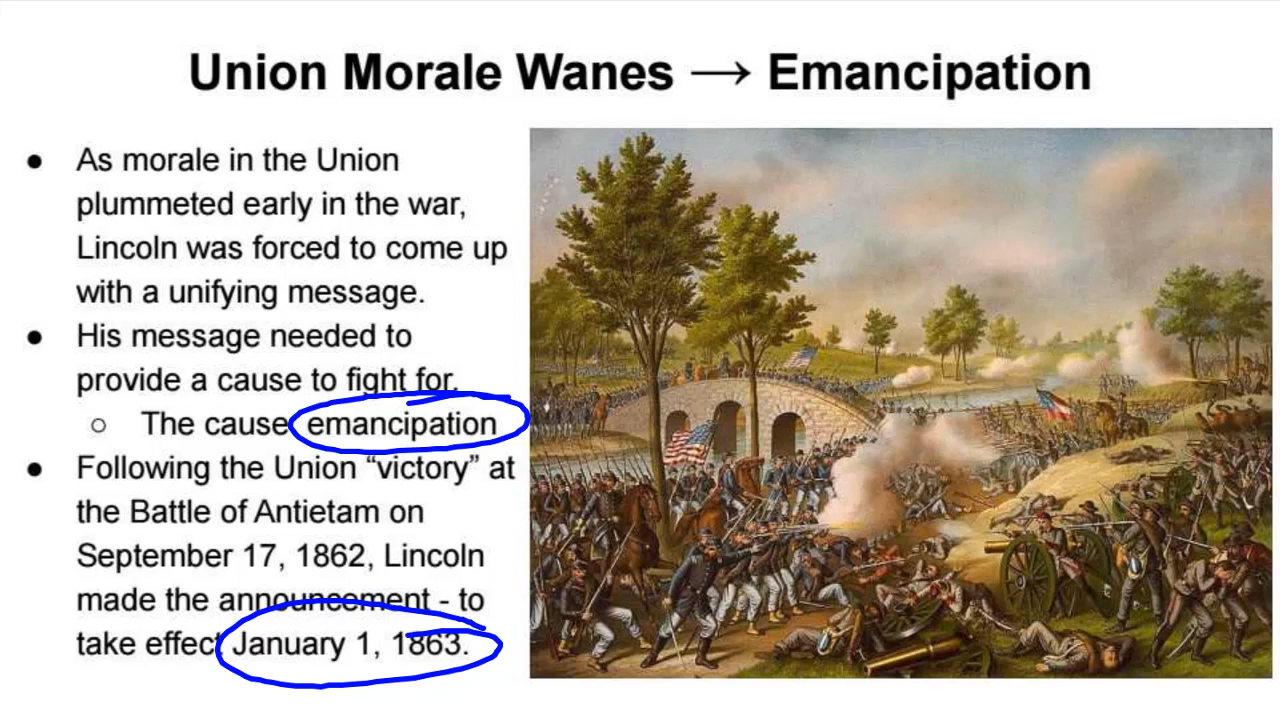 Union Morale Wanes → Emancipation
● As morale in the Union
plummeted early in the war,
Lincoln was forced to come up
with a unifying message.
● His message needed to
provide a cause to fight for.
○ The cause emancipation
● Following the Union “victory” at
the Battle of Antietam on
September 17, 1862, Lincoln
made the announcement - to
take effect January 1, 1863.